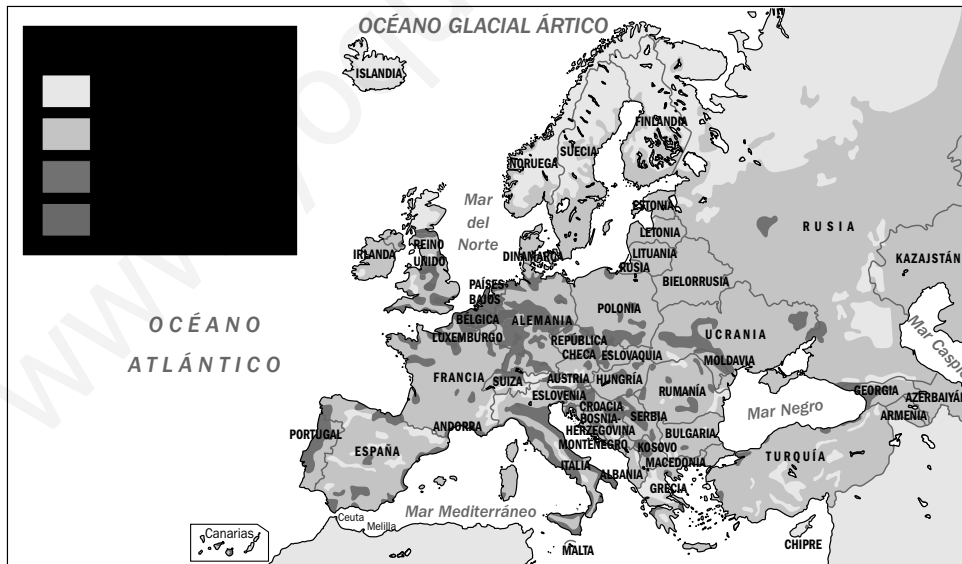 OCÉANO GLACIAL ÁRTICO
ISLANDIA
FINLANDIA
SUECIA
NORUEGA
Mar
del
Norte
ESTONIA
LETONIA
LITUANIA
RUSIA
DINAMARCA
RUSIA
BIELORRUSIA
KAZAJSTÁN
IRLANDA
REINO
UNIDO
PAÍSES
BAJOS
BÉLGICA
LUXEMBURGO
ALEMANIA
POLONIA
REPÚBLICA
CHECA
ESLOVAQUIA
UCRANIA
MOLDAVIA
OCÉANO
ATLÁNTICO
FRANCIA
SUIZA
AUSTRIA
HUNGRÍA
ESLOVENIA
CROACIA
BOSNIA-
HERZEGOVINA
MONTENEGRO
SERBIA
RUMANÍA
BULGARIA
KOSOVO
MACEDONIA
ALBANIA
GRECIA
ITALIA
ANDORRA
PORTUGAL
ESPAÑA
Mar Negro
Mar Caspio
GEORGIA
AZERBAIYÁN
ARMENIA
TURQUÍA
CHIPRE
Mar Mediterráneo
MALTA
Ceuta
Melilla
Canarias